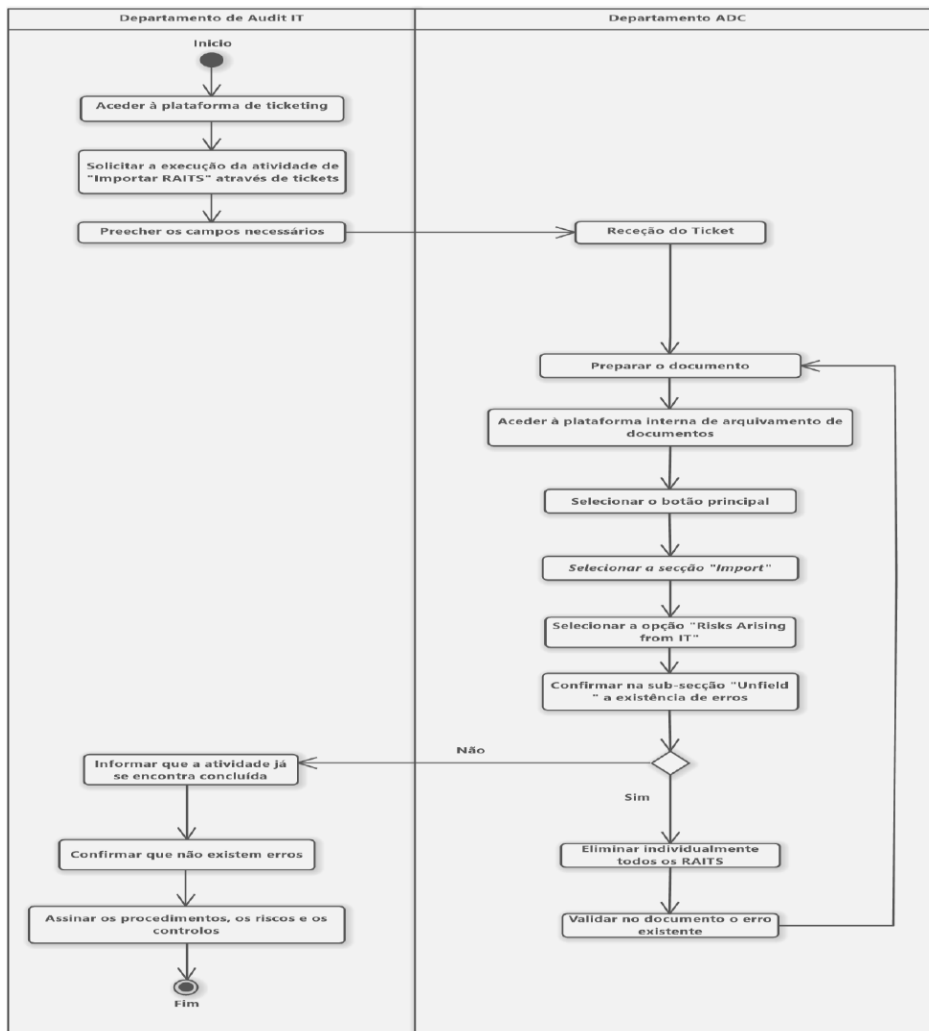 Departamento de Audit IT
Departamento ADC
Inicio
Aceder à plataforma de ticketing
Solicitar a execução da atividade de
"Importar RAITS" através de tickets
Preecher os campos necessários
Receção do Ticket
Preparar o documento
Aceder à plataforma interna de arquivamento de
documentos
Selecionar o botão principal
Selecionar a secção "Import"
Selecionar a opção "Risks Arising
from IT"
Confirmar na sub-secção "Unfield
" a existência de erros
Não
Informar que a atividade já
se encontra concluída
Sim
Confirmar que não existem erros
Eliminar individualmente
todos os RAITS
Assinar os procedimentos, os riscos e os
controlos
Validar no documento o erro
existente
Fim